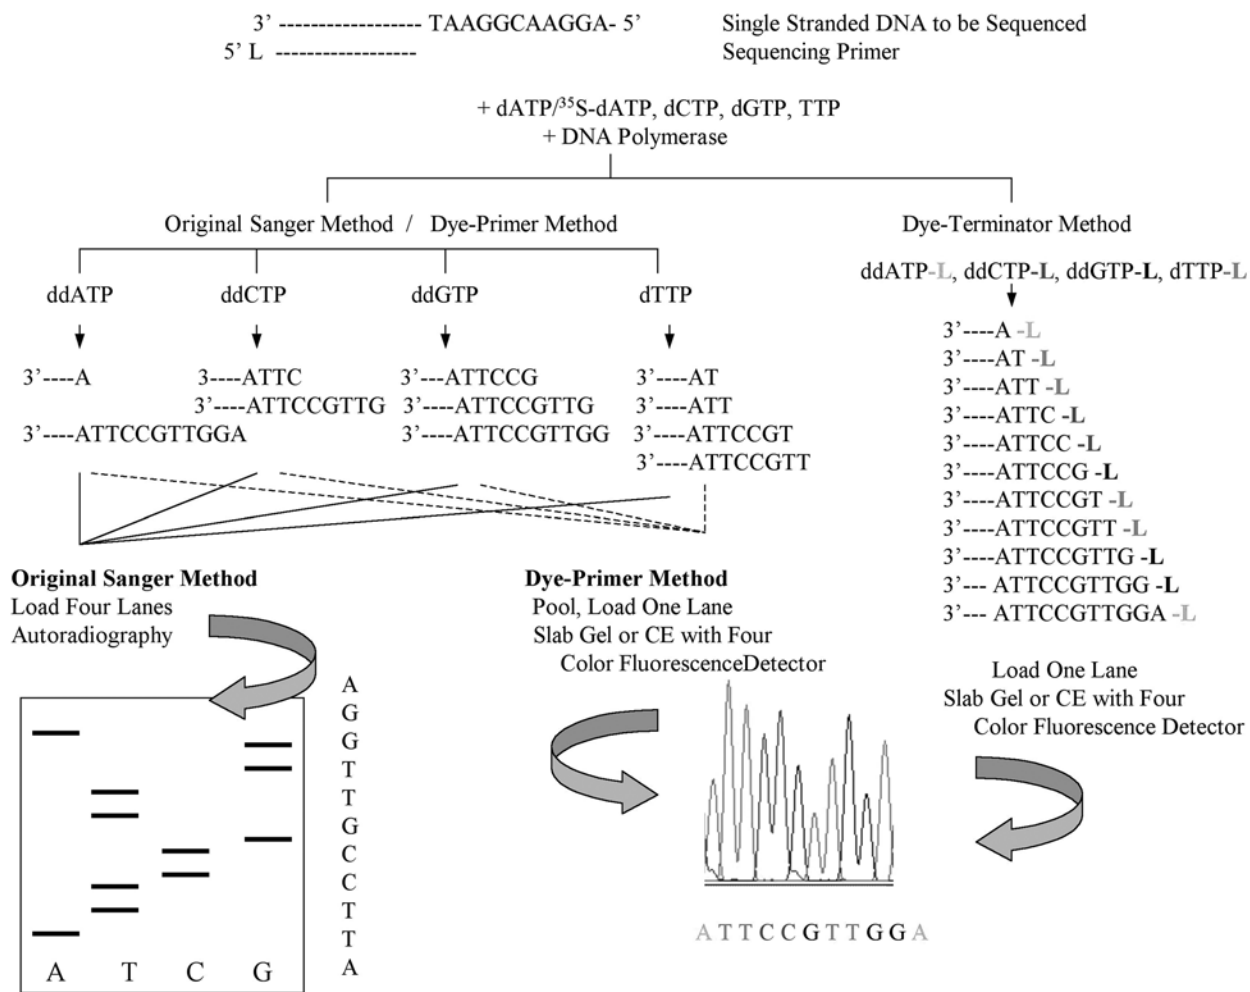 3’ ------------------ TAAGGCAAGGA- 5’ Single Stranded DNA to be Sequenced
5’ L ----------------- Sequencing Primer
+ dATP/³⁵S-dATP, dCTP, dGTP, TTP
+ DNA Polymerase
Original Sanger Method / Dye-Primer Method
Dye-Terminator Method
ddATP-L, ddCTP-L, ddGTP-L, dTTP-L
ddATP ddCTP ddGTP dTTP
3’----A
3’----ATTCCGTTGGA
3----ATTC
3’----ATTCCGTTG
3’---ATTCCG
3’----ATTCCGTTG
3’----ATTCCGTTGG
3’----AT
3’----ATT
3’----ATTCCGT
3’----ATTCCGTT
3’----A -L
3’----AT -L
3’----ATT -L
3’----ATTC -L
3’----ATTCC -L
3’----ATTCCG -L
3’----ATTCCGT -L
3’----ATTCCGTT -L
3’----ATTCCGTTG -L
3’--- ATTCCGTTGG -L
3’--- ATTCCGTTGGA -L
Original Sanger Method
Load Four Lanes
Autoradiography
Dye-Primer Method
Pool, Load One Lane
Slab Gel or CE with Four
Color FluorescenceDetector
Load One Lane
Slab Gel or CE with Four
Color Fluorescence Detector
A
G
G
T
T
G
C
C
T
T
A
A T C G
A T T C C G T T G G A